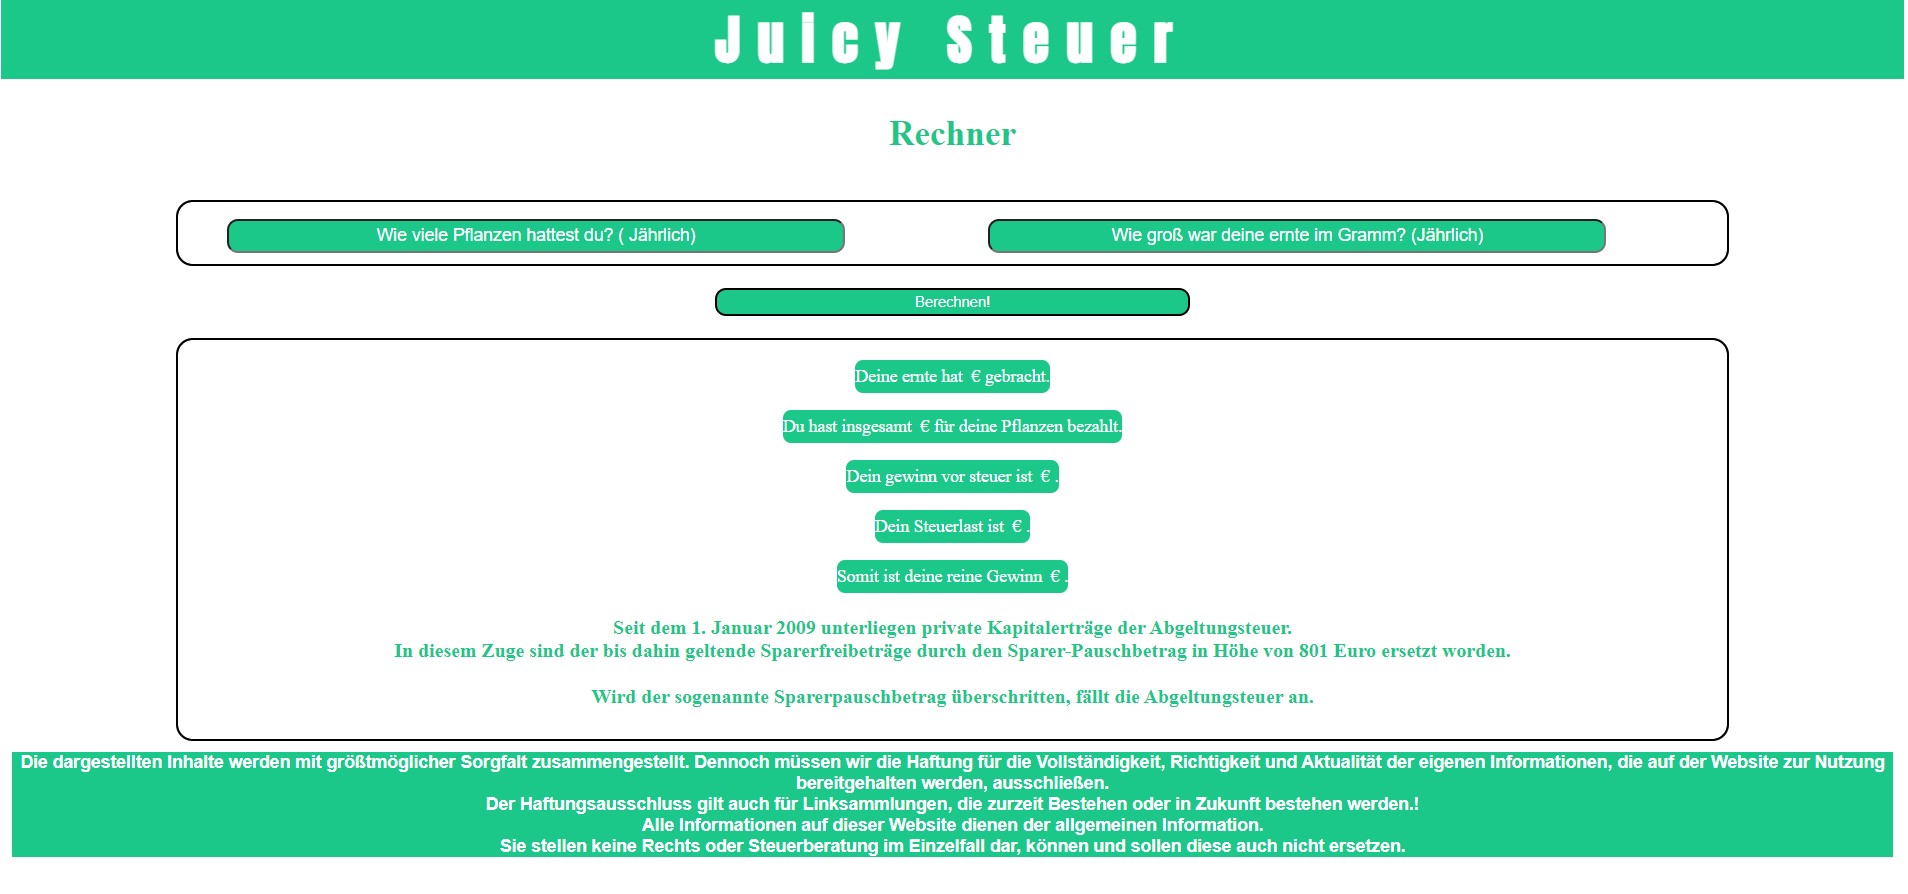 Juicy Steuer
Rechner
Wie viele Pflanzen hattest du? ( Jährlich)
Wie groß war deine ernte im Gramm? (Jährlich)
Berechnen!
Deine ernte hat  € gebracht.
Du hast insgesamt  € für deine Pflanzen bezahlt.
Dein gewinn vor steuer ist  € .
Dein Steuerlast ist  € .
Somit ist deine reine Gewinn  € .
Seit dem 1. Januar 2009 unterliegen private Kapitalerträge der Abgeltungsteuer.
In diesem Zuge sind der bis dahin geltende Sparerfreibeträge durch den Sparer-Pauschbetrag in Höhe von 801 Euro ersetzt worden.
Wird der sogenannte Sparerpauschbetrag überschritten, fällt die Abgeltungsteuer an.
Die dargestellten Inhalte werden mit größtmöglicher Sorgfalt zusammengestellt. Dennoch müssen wir die Haftung für die Vollständigkeit, Richtigkeit und Aktualität der eigenen Informationen, die auf der Website zur Nutzung
bereitgehalten werden, ausschließen.
Der Haftungsausschluss gilt auch für Linksammlungen, die zurzeit Bestehen oder in Zukunft bestehen werden.!
Alle Informationen auf dieser Website dienen der allgemeinen Information.
Sie stellen keine Rechts oder Steuerberatung im Einzelfall dar, können und sollen diese auch nicht ersetzen.